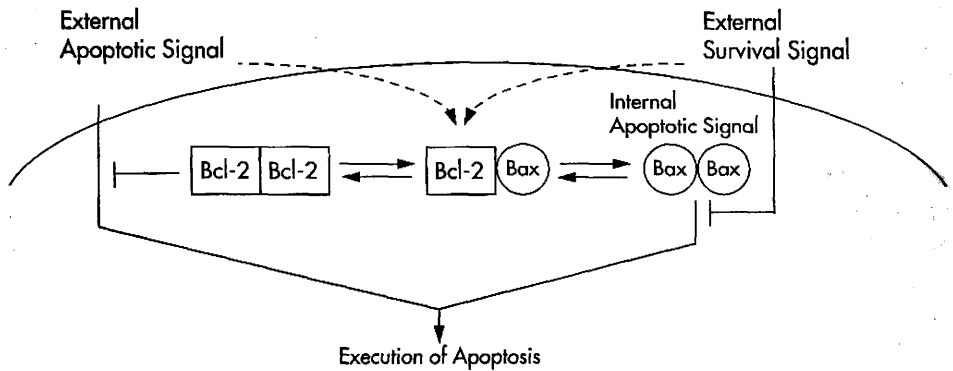 External
Apoptotic Signal
External
Survival Signal
Internal
Apoptotic Signal
Bcl-2 Bcl-2
Bcl-2 Bax
Bax Bax
Execution of Apoptosis